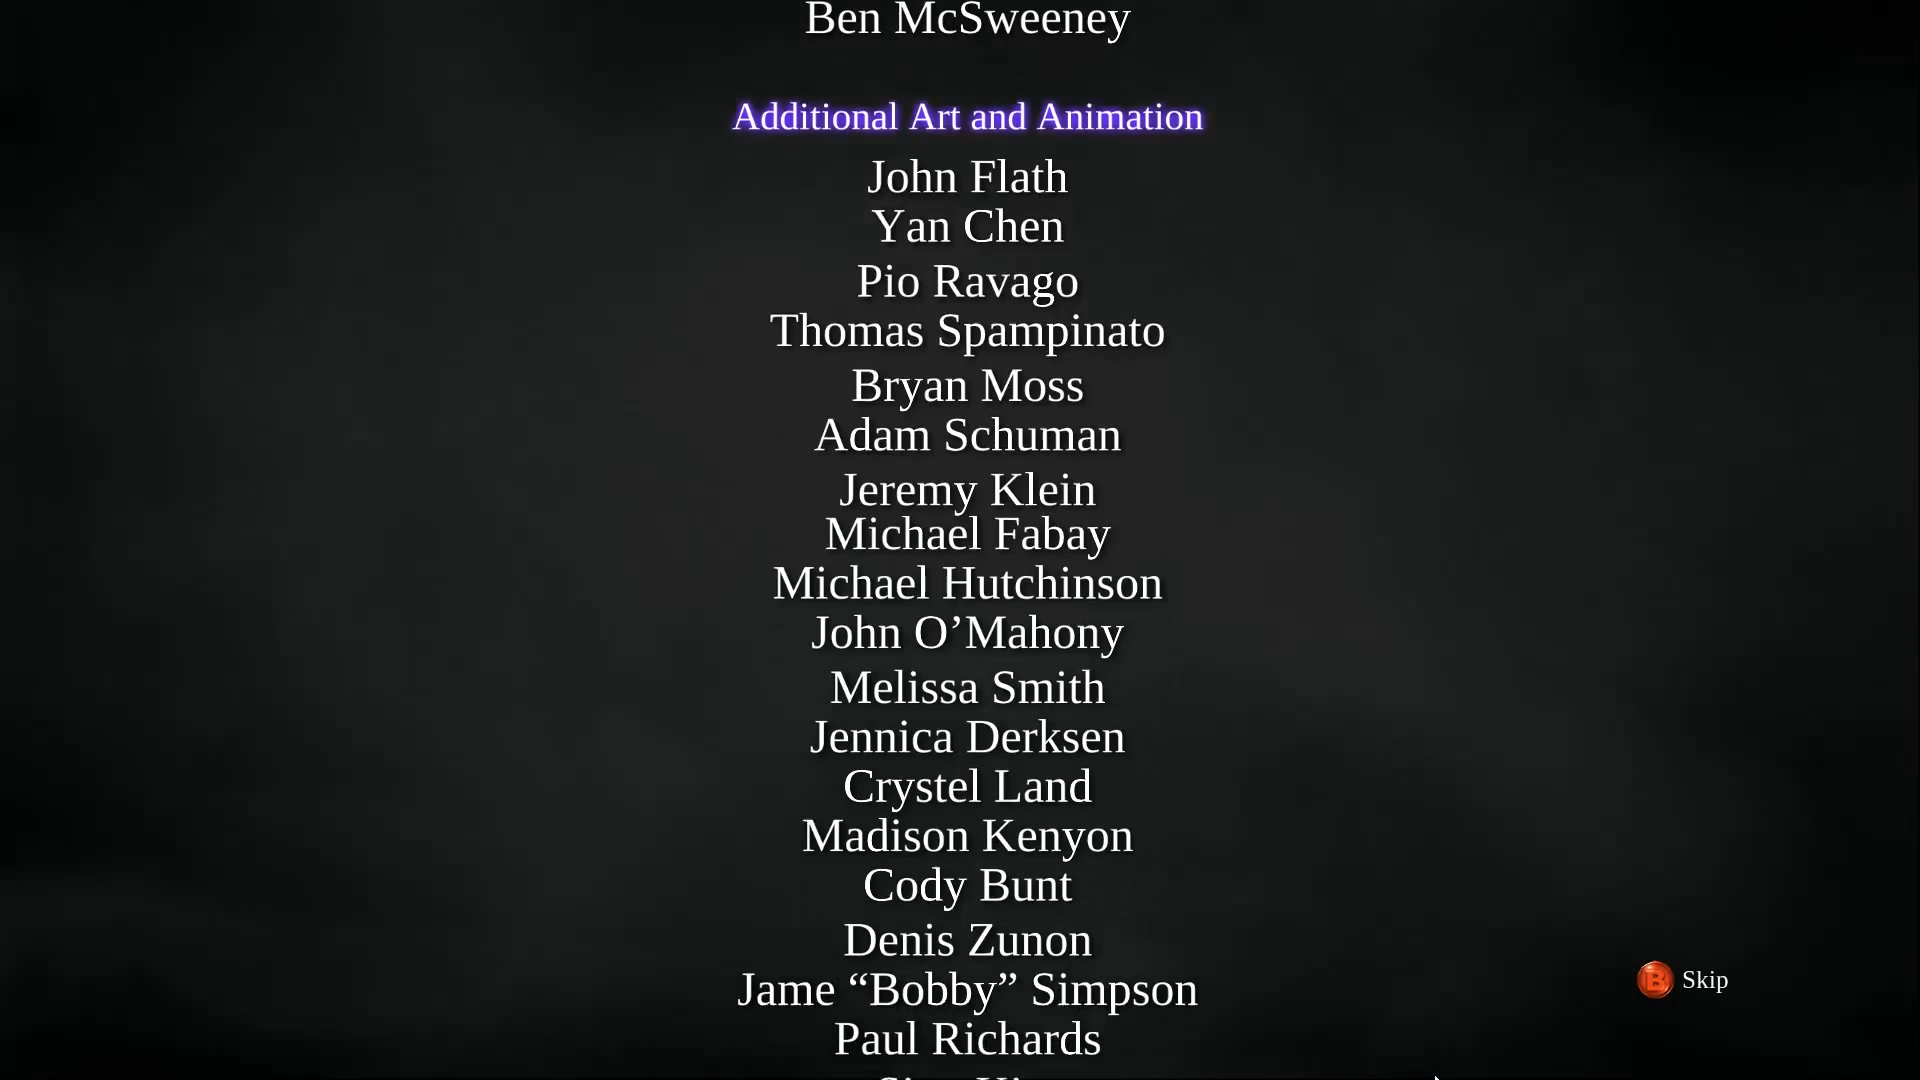 Ben McSweeney
Additional Art and Animation
John Flath
Yan Chen
Pio Ravago
Thomas Spampinato
Bryan Moss
Adam Schuman
Jeremy Klein
Michael Fabay
Michael Hutchinson
John O’Mahony
Melissa Smith
Jennica Derksen
Crystel Land
Madison Kenyon
Cody Bunt
Denis Zunon
Jame “Bobby” Simpson
B Skip
Paul Richards